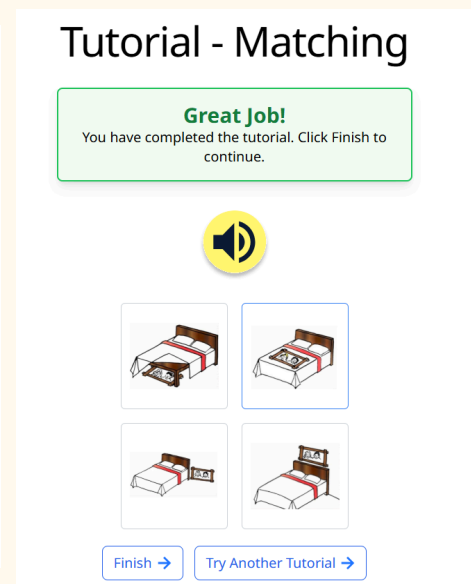 Tutorial - Matching
Great Job!
You have completed the tutorial. Click Finish to
continue.
Finish →
Try Another Tutorial →